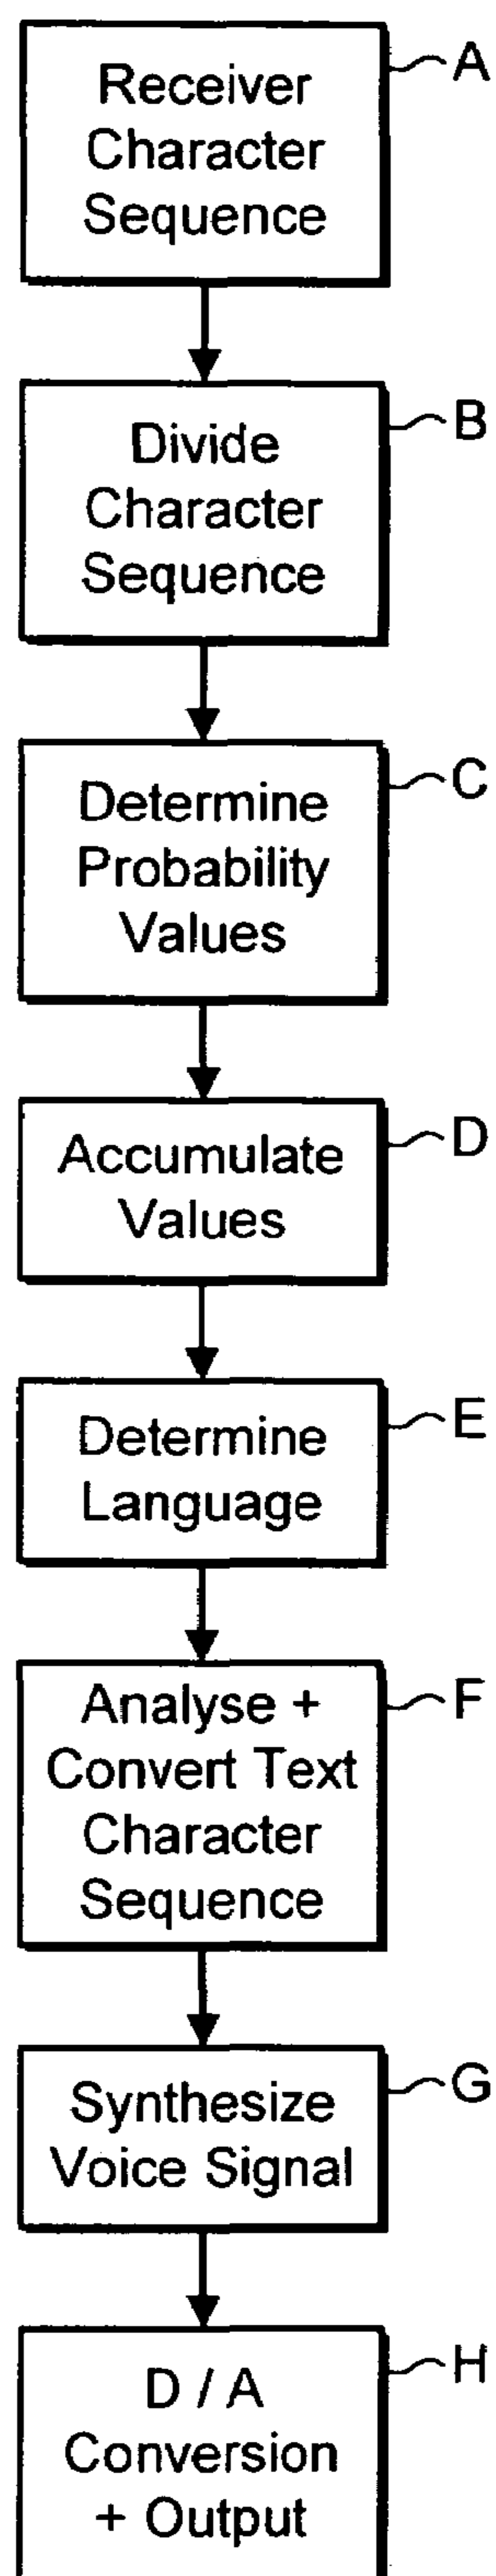 Receiver
Character
Sequence
A
Divide
Character
Sequence
B
Determine
Probability
Values
C
Accumulate
Values
D
Determine
Language
E
Analyse +
Convert Text
Character
Sequence
F
Synthesize
Voice Signal
G
D / A
Conversion
+ Output
H